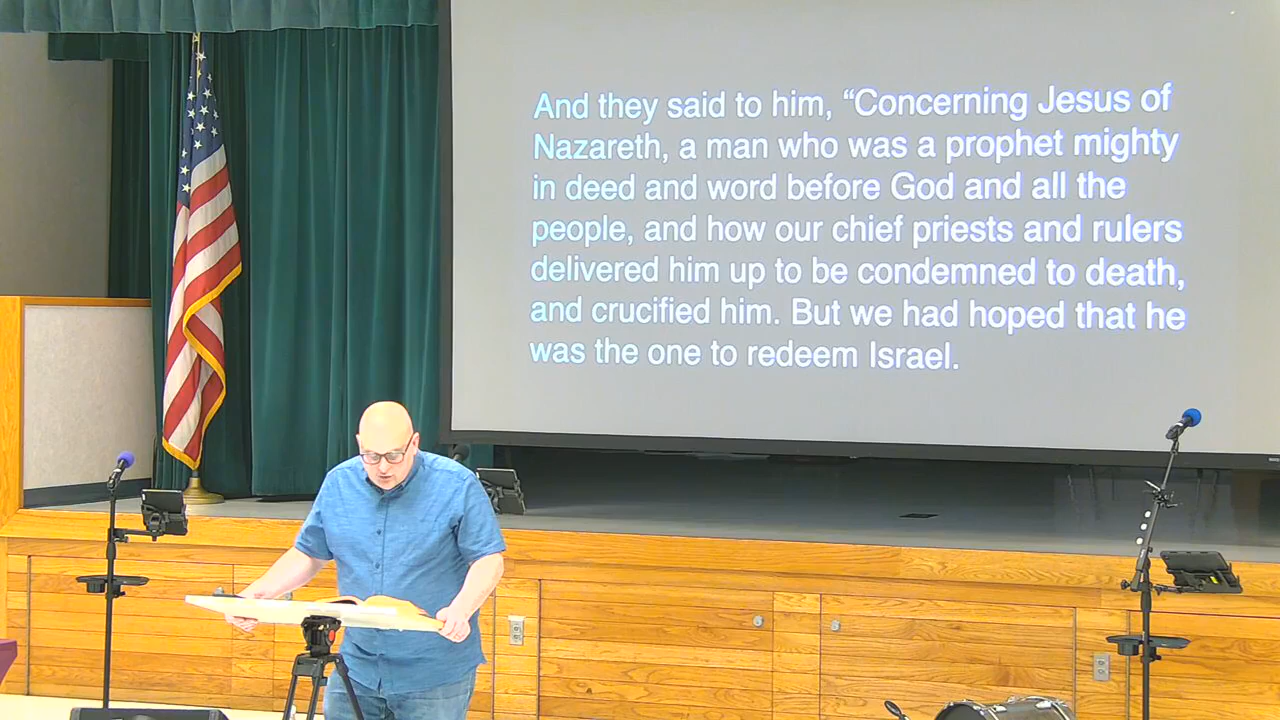 And they said to him, “Concerning Jesus of
Nazareth, a man who was a prophet mighty
in deed and word before God and all the
people, and how our chief priests and rulers
delivered him up to be condemned to death,
and crucified him. But we had hoped that he
was the one to redeem Israel.